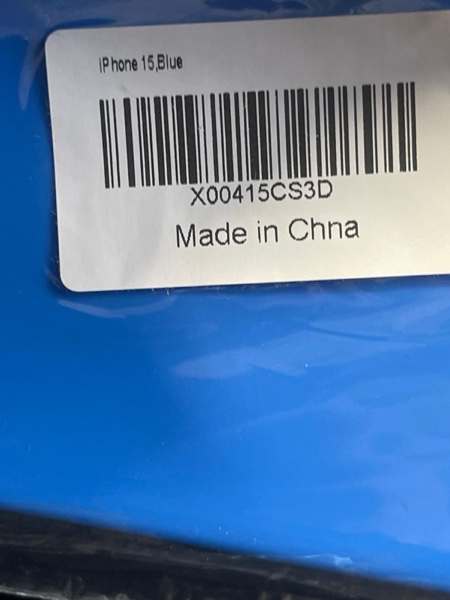 iPhone 15,Blue
X00415CS3D
Made in Chna